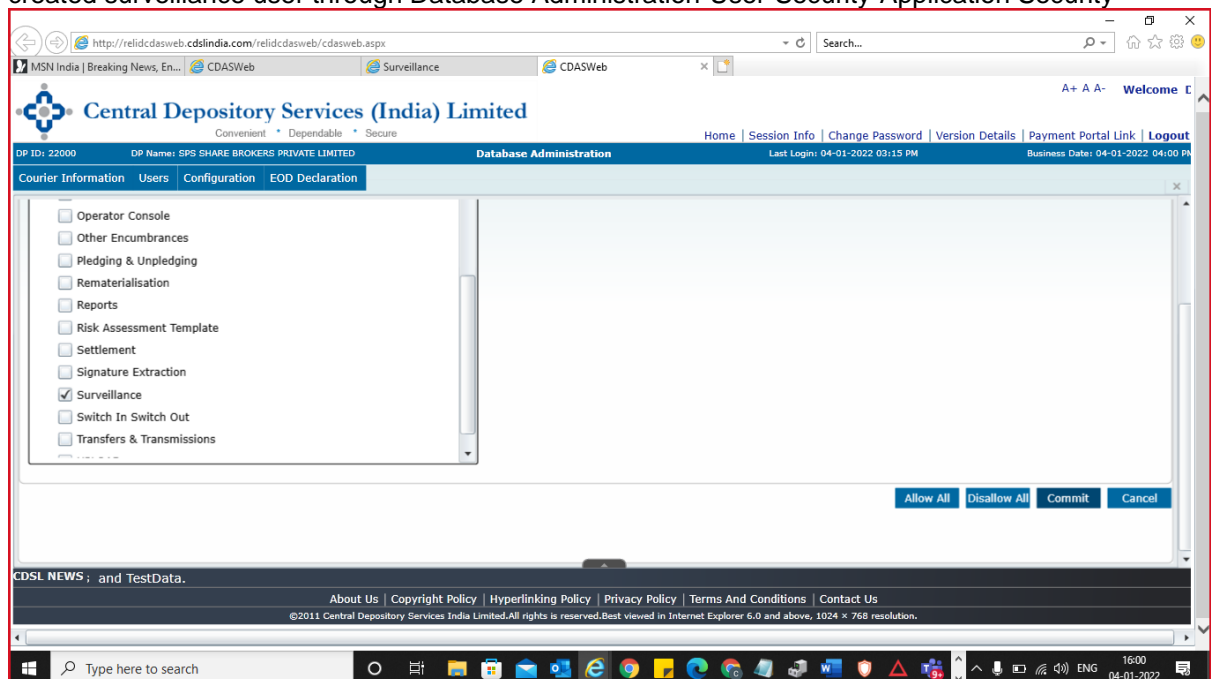 created surveillance user through Database Administration-User Security-Application Security
http://relidcdasweb.cdslindia.com/relidcdasweb/cdasweb.aspx
Search...
MSN India | Breaking News, En...
CDASWeb
Surveillance
CDASWeb
A+ A A- Welcome
Central Depository Services (India) Limited
Convenient * Dependable * Secure
Home | Session Info | Change Password | Version Details | Payment Portal Link | Logout
DP ID: 22000 DP Name: SPS SHARE BROKERS PRIVATE LIMITED Database Administration Last Login: 04-01-2022 03:15 PM Business Date: 04-01-2022 04:00 PM
Courier Information Users Configuration EOD Declaration
Operator Console
Other Encumbrances
Pledging & Unpledging
Rematerialisation
Reports
Risk Assessment Template
Settlement
Signature Extraction
Surveillance
Switch In Switch Out
Transfers & Transmissions
Allow All Disallow All Commit Cancel
CDSL NEWS ; and TestData.
About Us | Copyright Policy | Hyperlinking Policy | Privacy Policy | Terms And Conditions | Contact Us
©2011 Central Depository Services India Limited.All rights is reserved.Best viewed in Internet Explorer 6.0 and above, 1024 × 768 resolution.
Type here to search
ENG
16:00
04-01-2022